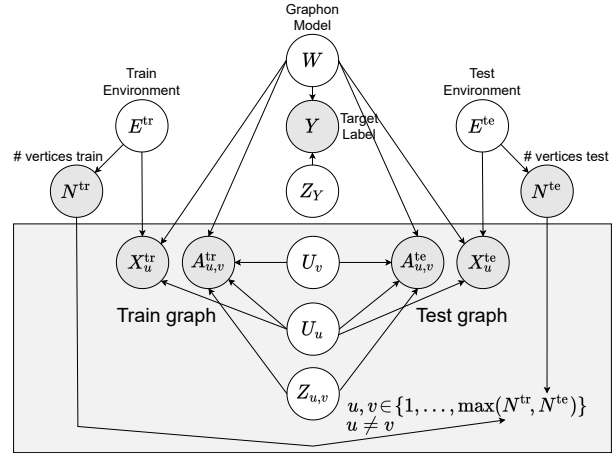 Graphon
Model
W
Train
Environment
Test
Environment
E^tr
Y
Target
Label
E^te
# vertices train
# vertices test
N^tr
Z_Y
N^te
X_u^tr
A_{u,v}^tr
U_v
A_{u,v}^te
X_u^te
Train graph
Test graph
U_u
Z_{u,v}
u, v ∈ {1, . . . , max(N^tr, N^te)}
u ≠ v